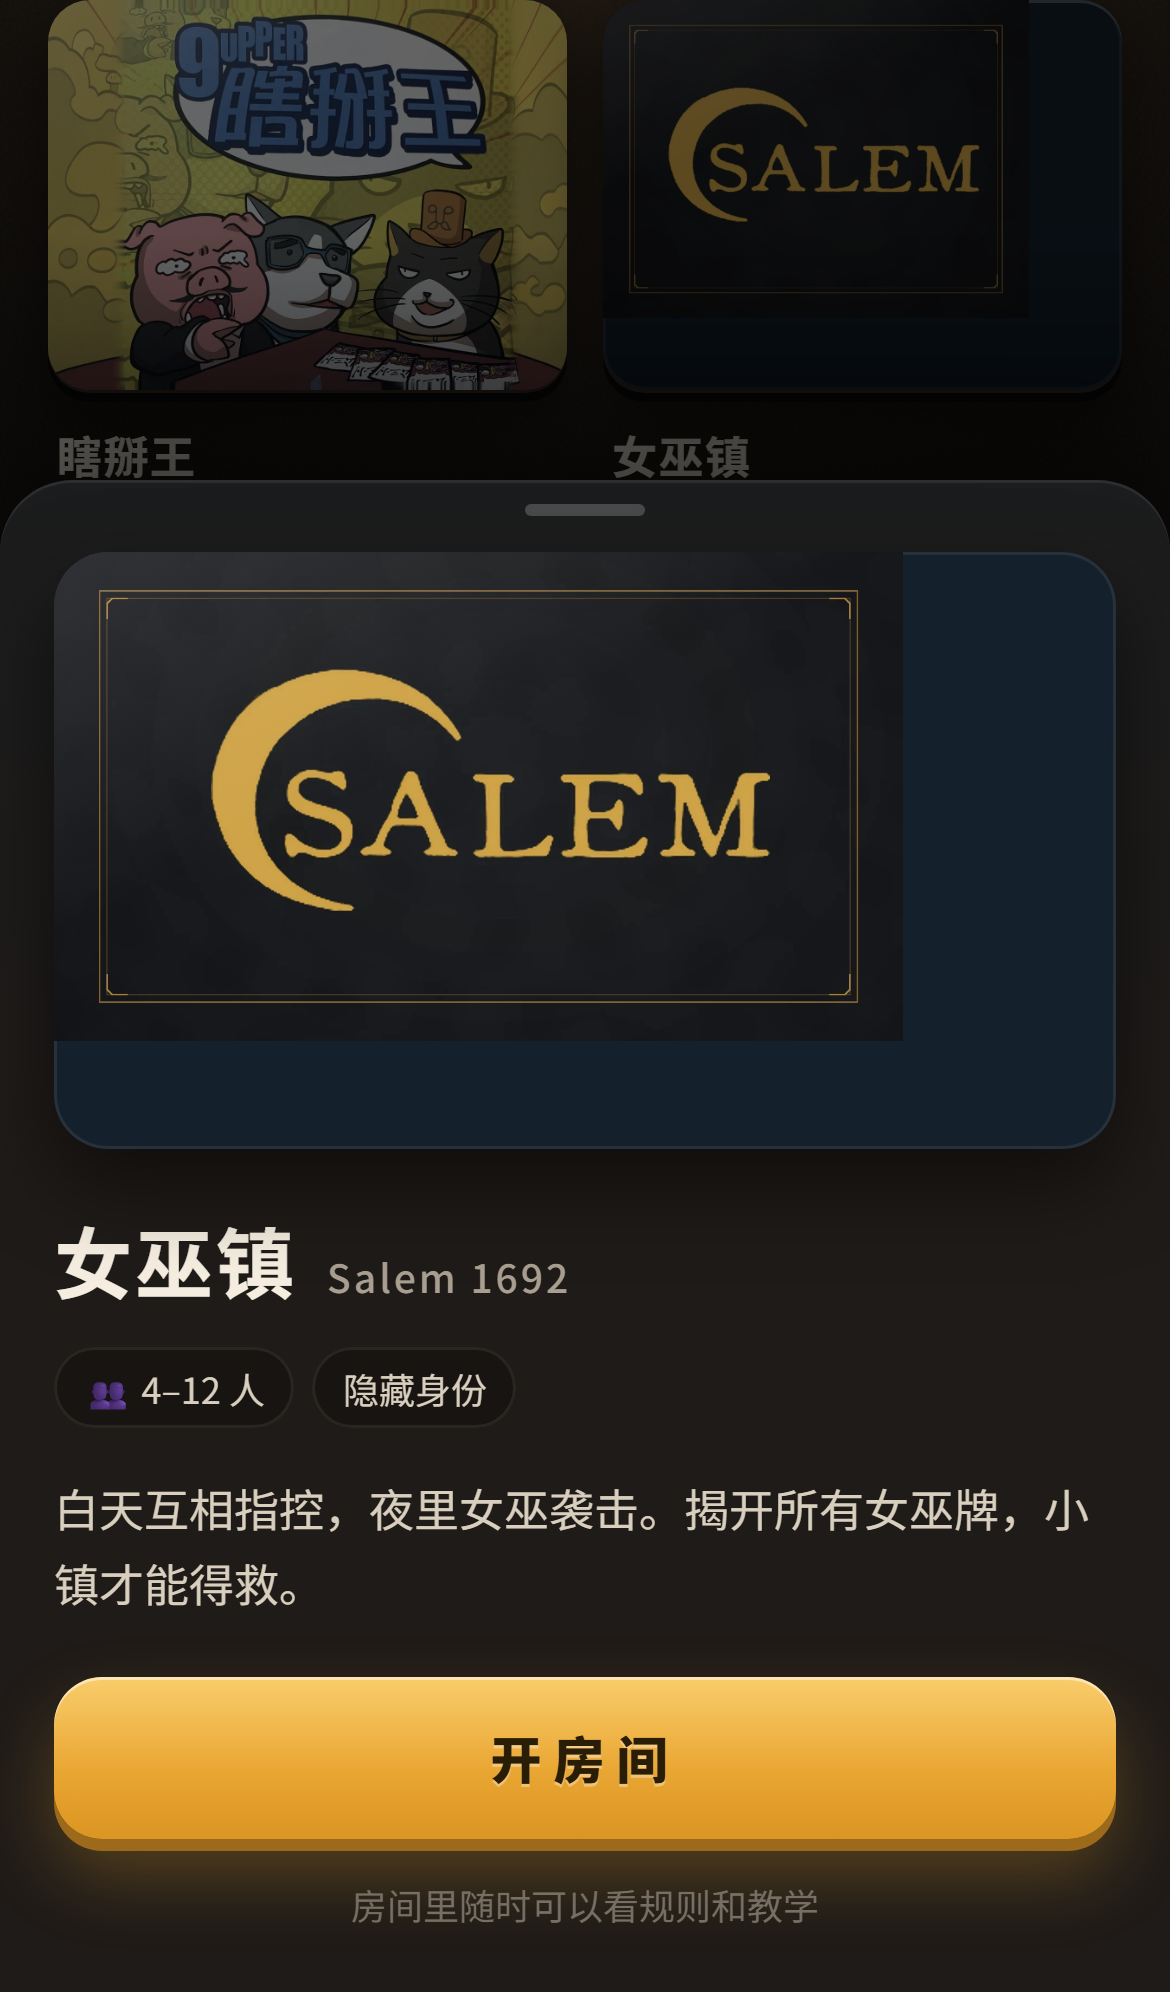 9UPPER
瞎掰王
SALEM
瞎掰王
女巫镇
SALEM
女巫镇 Salem 1692
4–12 人
隐藏身份
白天互相指控，夜里女巫袭击。揭开所有女巫牌，小
镇才能得救。
开房间
房间里随时可以看规则和教学